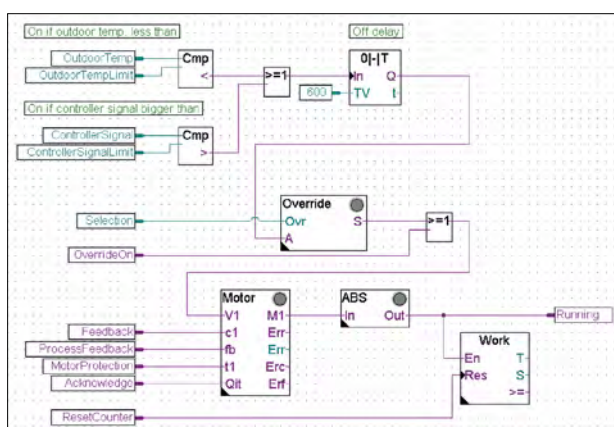 On if outdoor temp. less than
Off delay
OutdoorTemp
OutdoorTempLimit
Cmp
<
>=1
0|-|T
In Q
600
TV t
On if controller signal bigger than
ControllerSignal
ControllerSignalLimit
Cmp
>
Selection
OverrideOn
Override
Ovr S
A
>=1
Motor
V1 M1
c1 Err
fb Err
t1 Erc
Qit Erf
ABS
In Out
Running
Feedback
ProcessFeedback
MotorProtection
Acknowledge
Work
En T
Res S
>=
ResetCounter